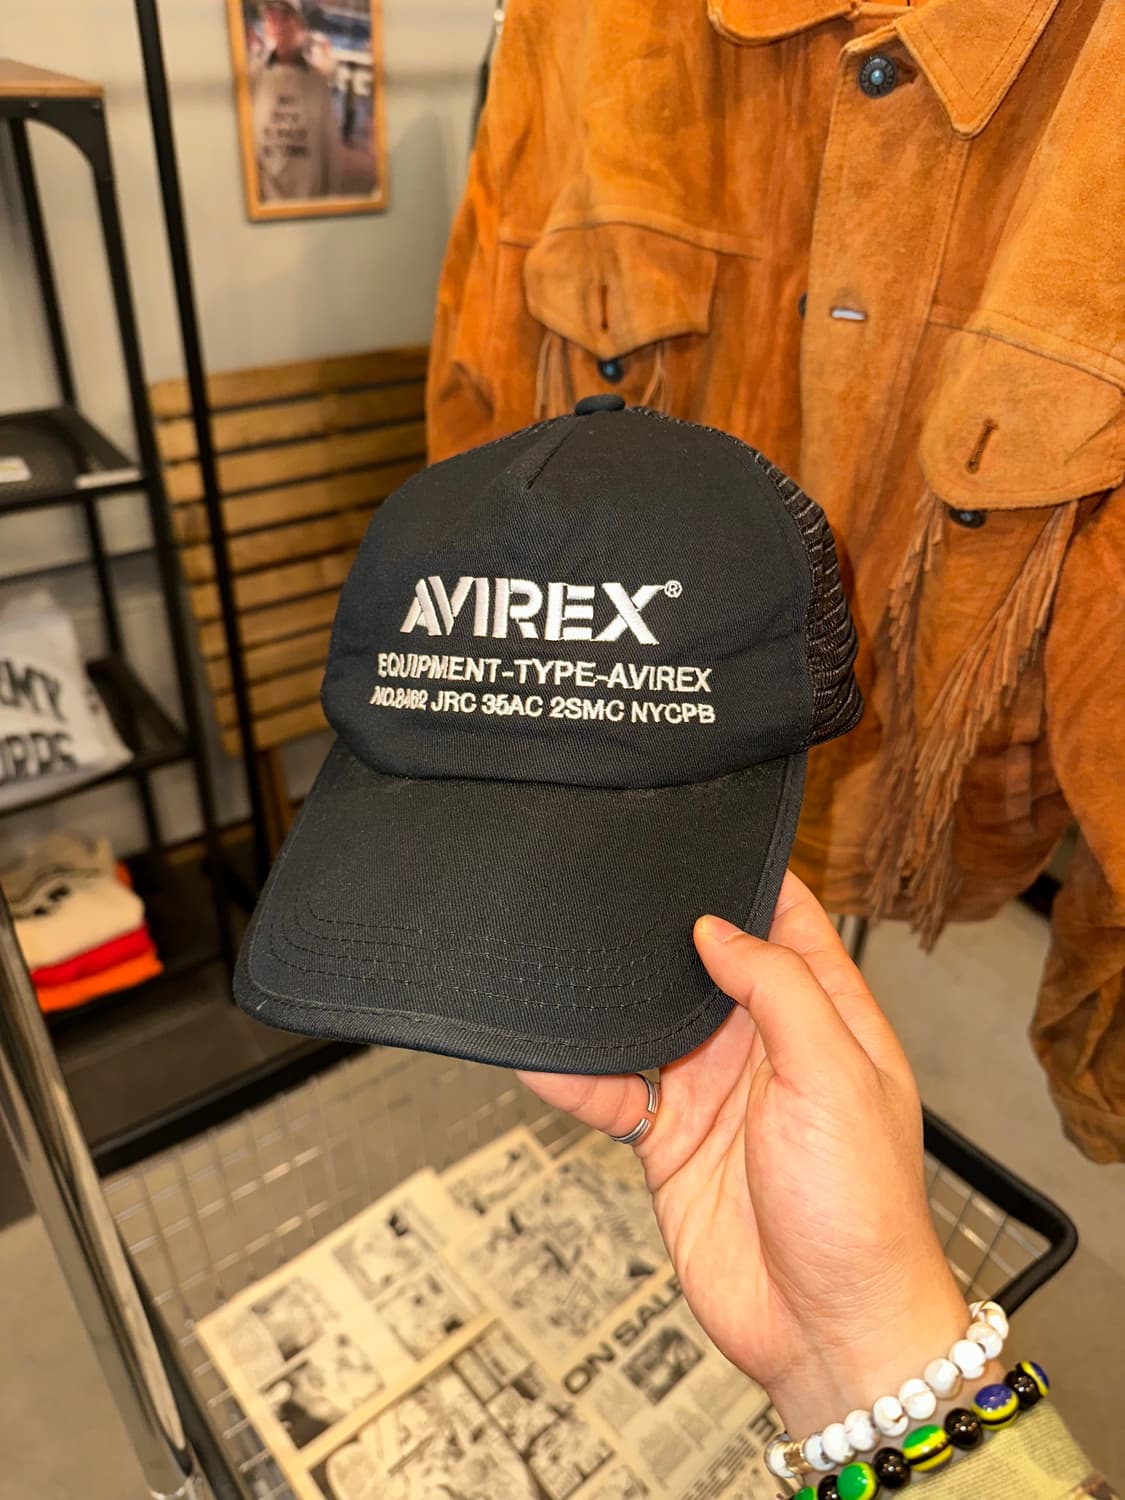 AVIREX®
EQUIPMENT-TYPE-AVIREX
NO.8462 JRC 35AC 2SMC NYCPB
ON SALE